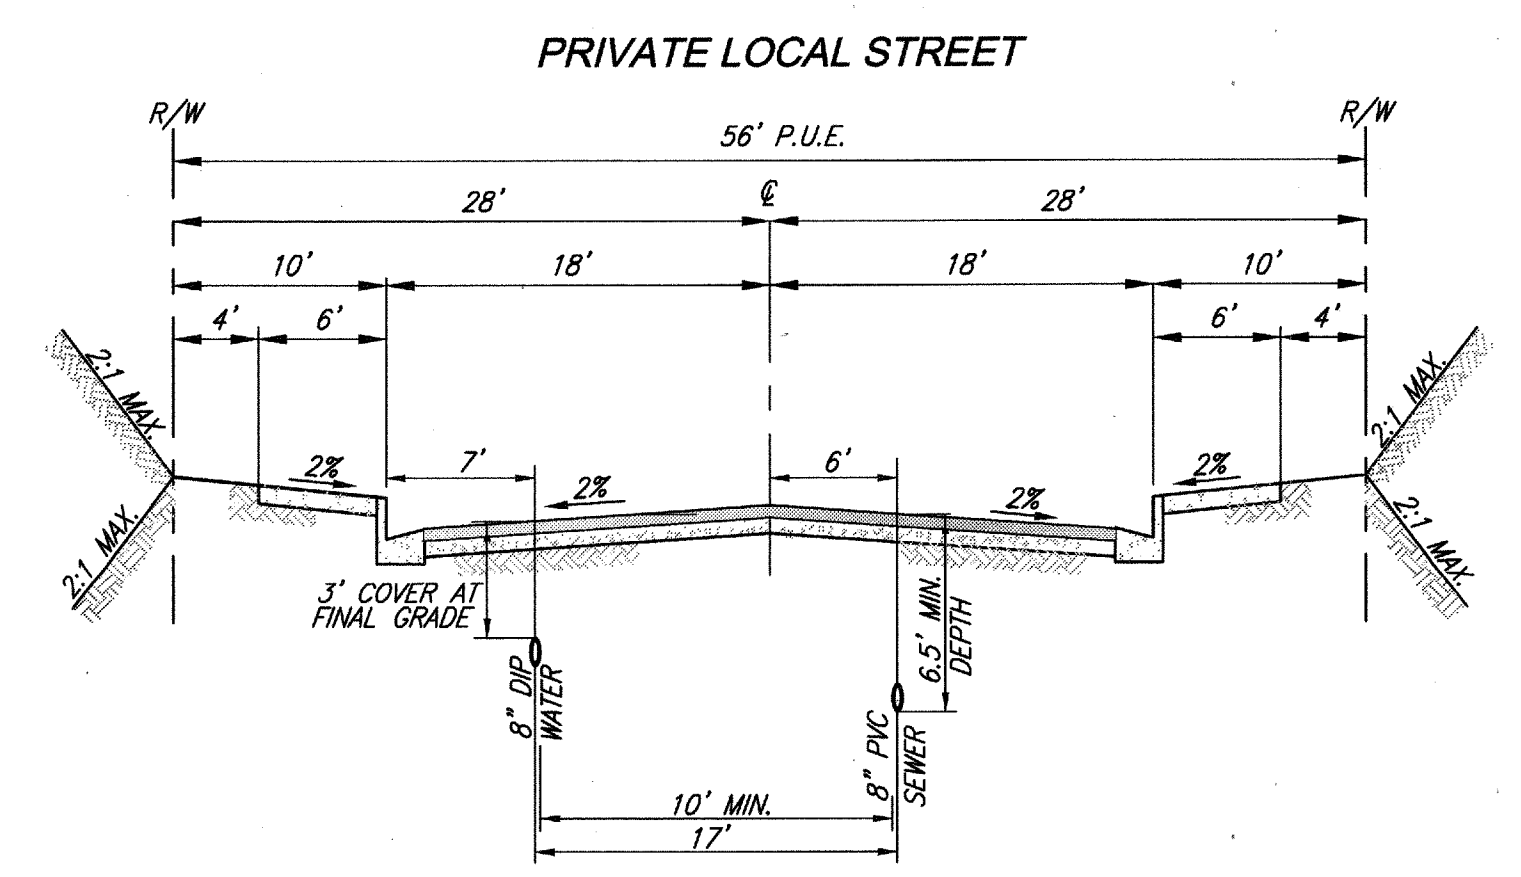 PRIVATE LOCAL STREET
R/W
R/W
56' P.U.E.
℄
28'
28'
10'
18'
18'
10'
4'
6'
6'
4'
2:1 MAX.
2:1 MAX.
2%
7'
2%
6'
2%
2%
2:1 MAX.
2:1 MAX.
3' COVER AT
FINAL GRADE
6.5' MIN.
DEPTH
8" DIP
WATER
8" PVC
SEWER
10' MIN.
17'